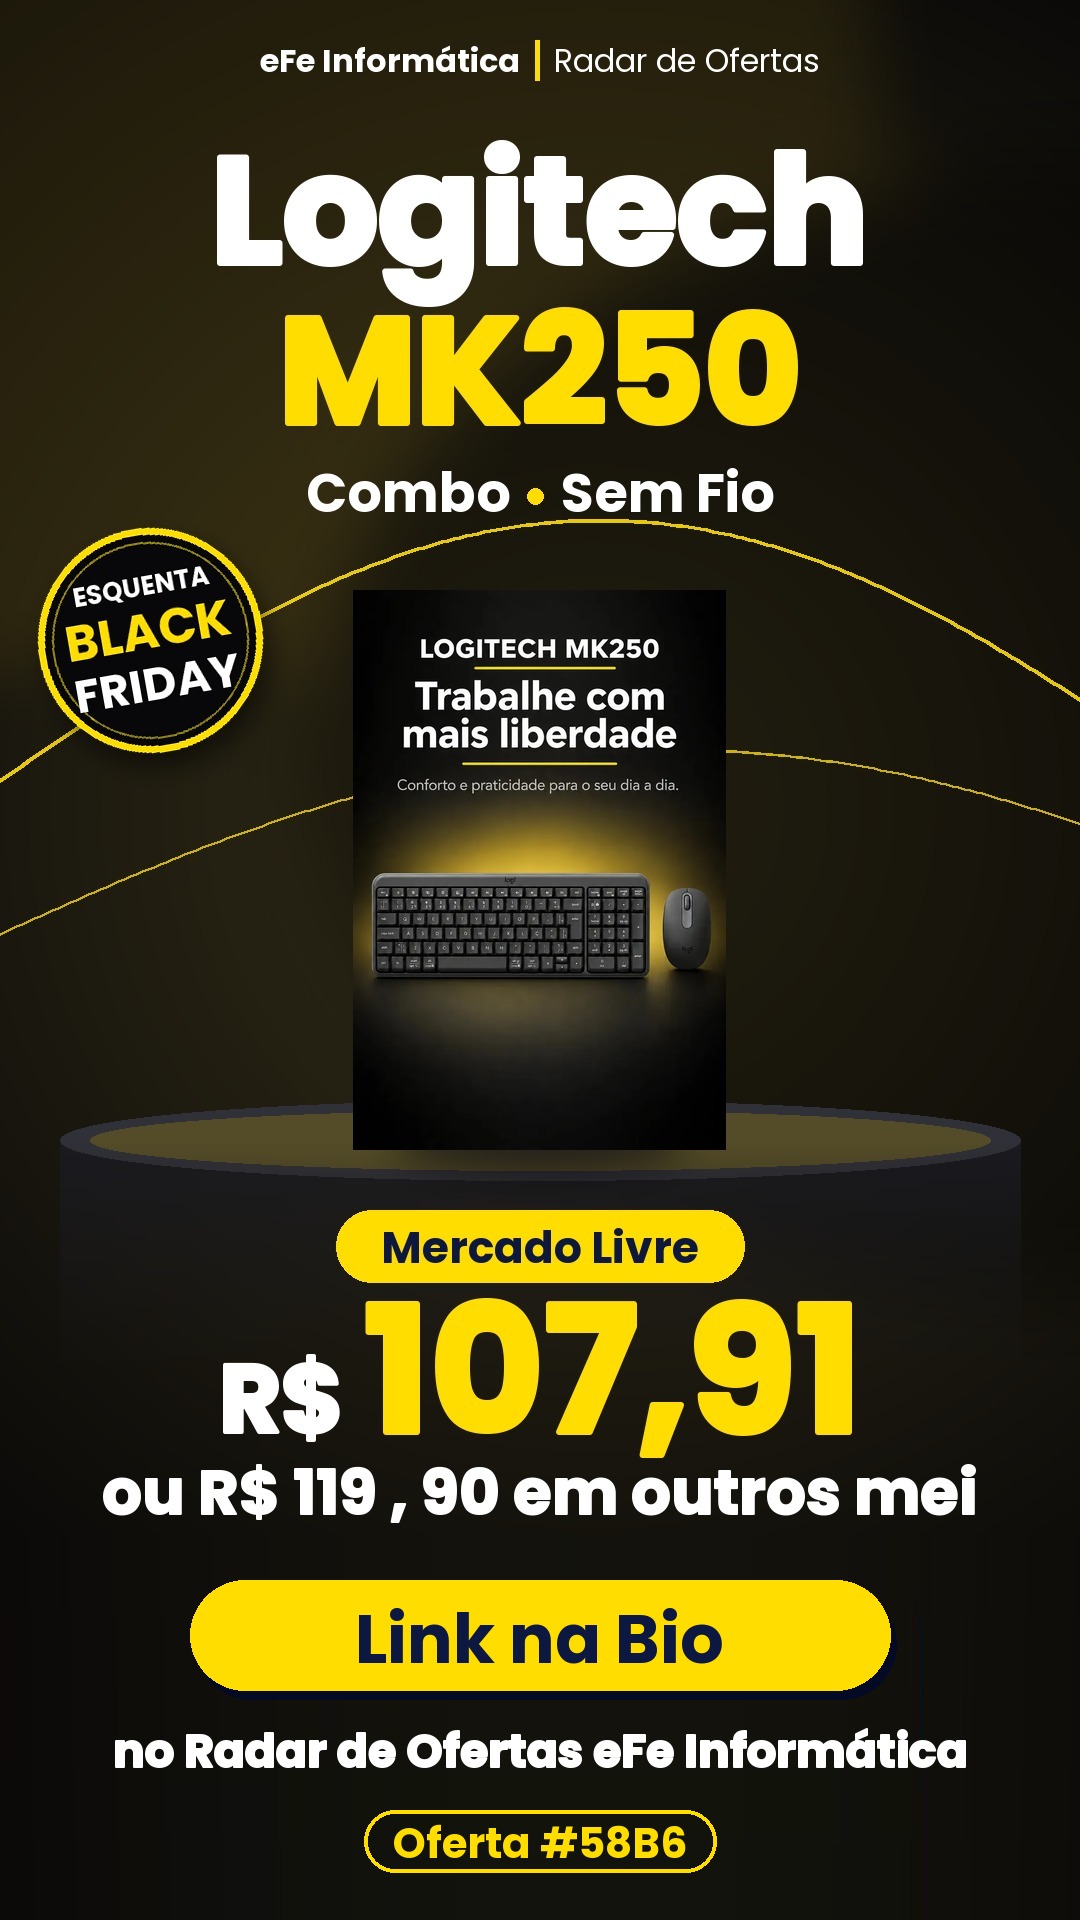 eFe Informática | Radar de Ofertas
Logitech
MK250
Combo • Sem Fio
ESQUENTA
BLACK
FRIDAY
LOGITECH MK250
Trabalhe com
mais liberdade
Conforto e praticidade para o seu dia a dia.
logi
Mercado Livre
R$ 107,91
ou R$ 119 , 90 em outros mei
Link na Bio
no Radar de Ofertas eFe Informática
Oferta #58B6